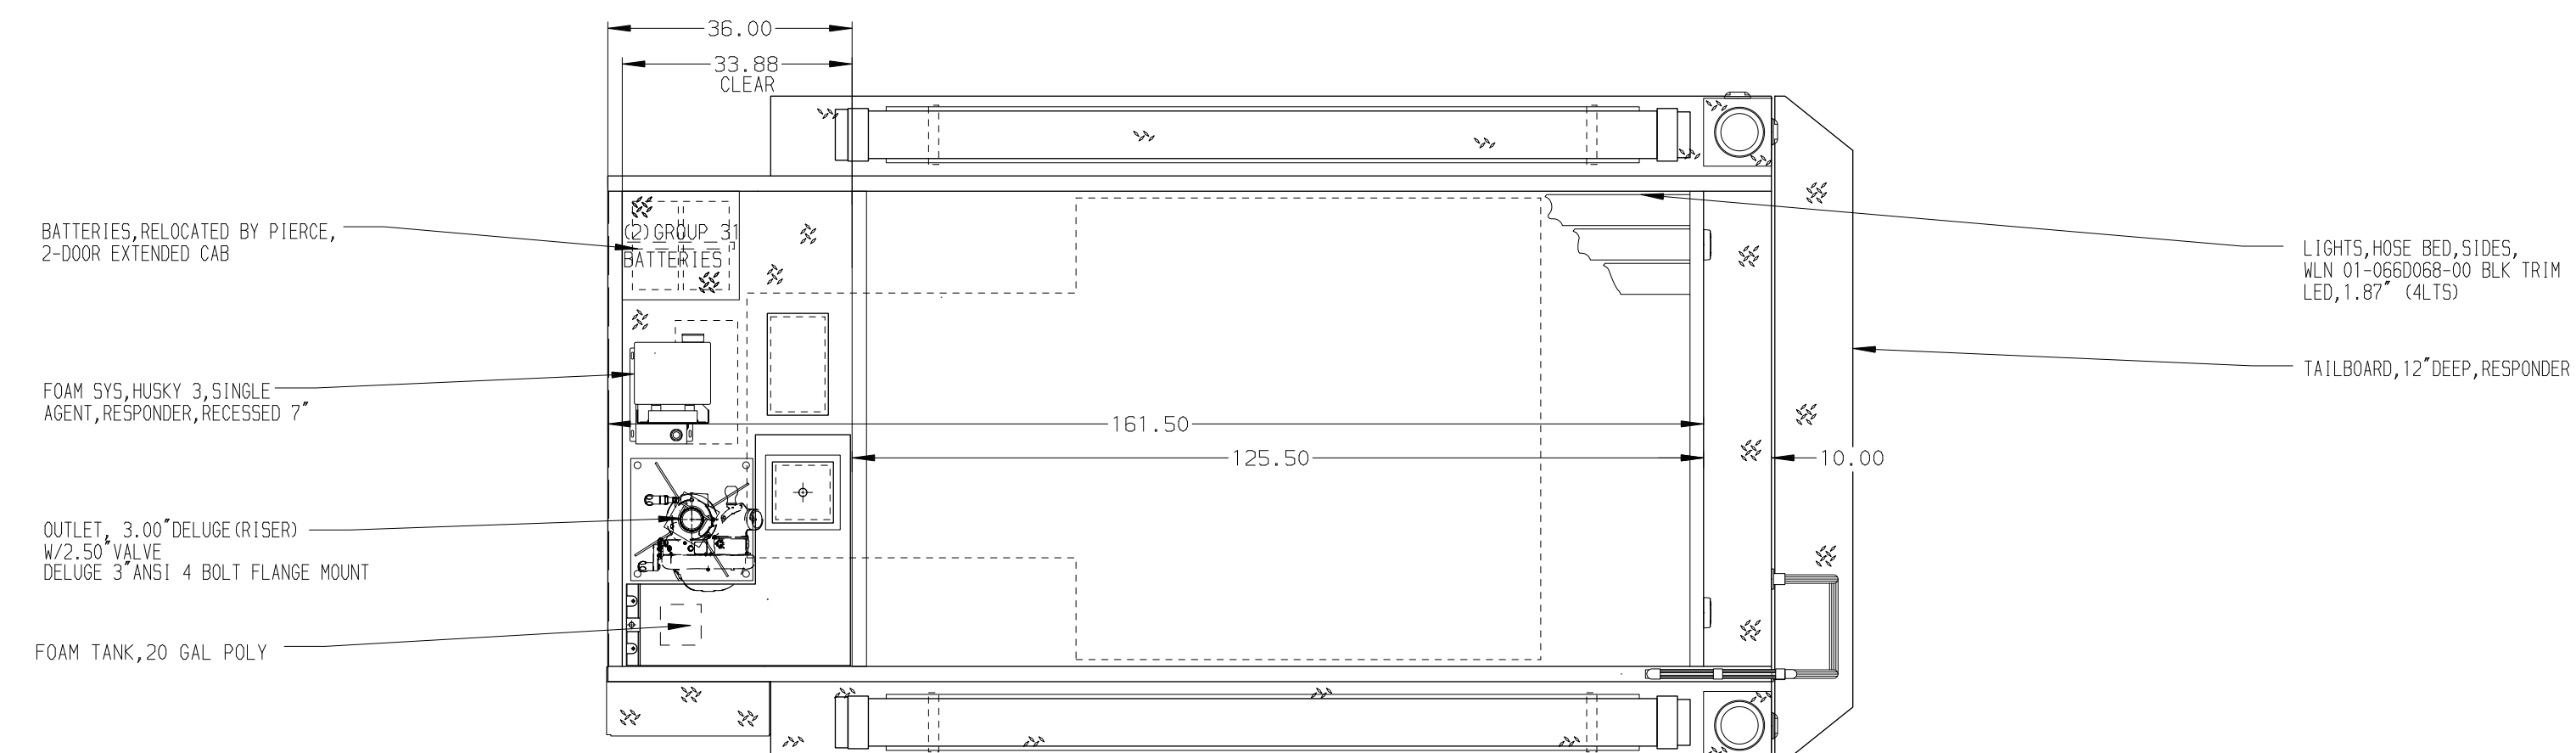 36.00
33.88
CLEAR
BATTERIES,RELOCATED BY PIERCE,
2-DOOR EXTENDED CAB
(2) GROUP 31
BATTERIES
LIGHTS,HOSE BED,SIDES,
WLN 01-066D068-00 BLK TRIM
LED,1.87" (4LTS)
TAILBOARD,12"DEEP,RESPONDER
FOAM SYS,HUSKY 3,SINGLE
AGENT,RESPONDER,RECESSED 7"
161.50
125.50
10.00
OUTLET, 3.00"DELUGE(RISER)
W/2.50"VALVE
DELUGE 3"ANSI 4 BOLT FLANGE MOUNT
FOAM TANK,20 GAL POLY